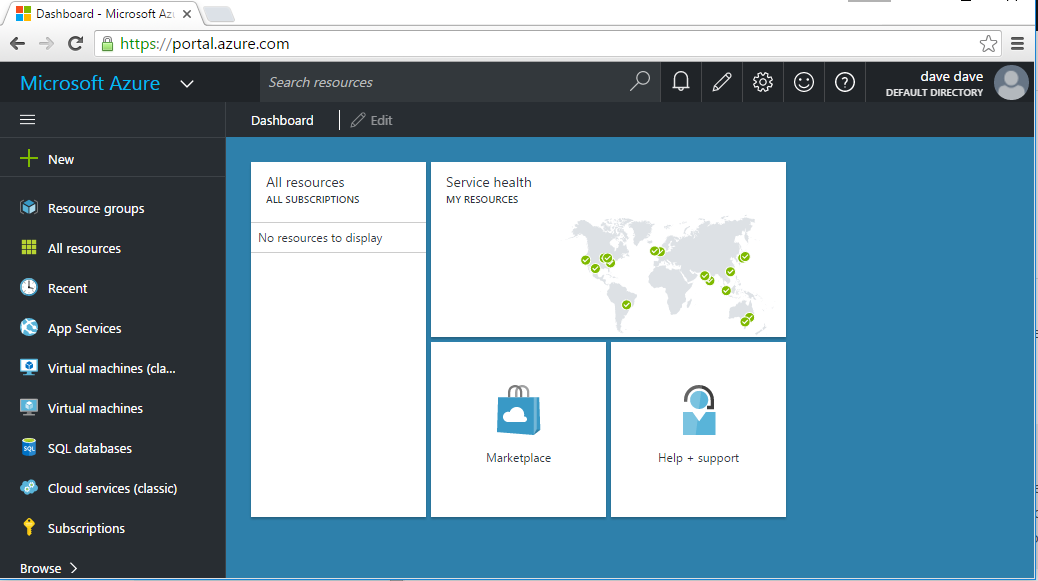 Dashboard - Microsoft Azu
https://portal.azure.com
Microsoft Azure
Search resources
dave dave
DEFAULT DIRECTORY
Dashboard
Edit
New
Resource groups
All resources
Recent
App Services
Virtual machines (cla...
Virtual machines
SQL
SQL databases
Cloud services (classic)
Subscriptions
Browse
All resources
ALL SUBSCRIPTIONS
No resources to display
Service health
MY RESOURCES
Marketplace
Help + support